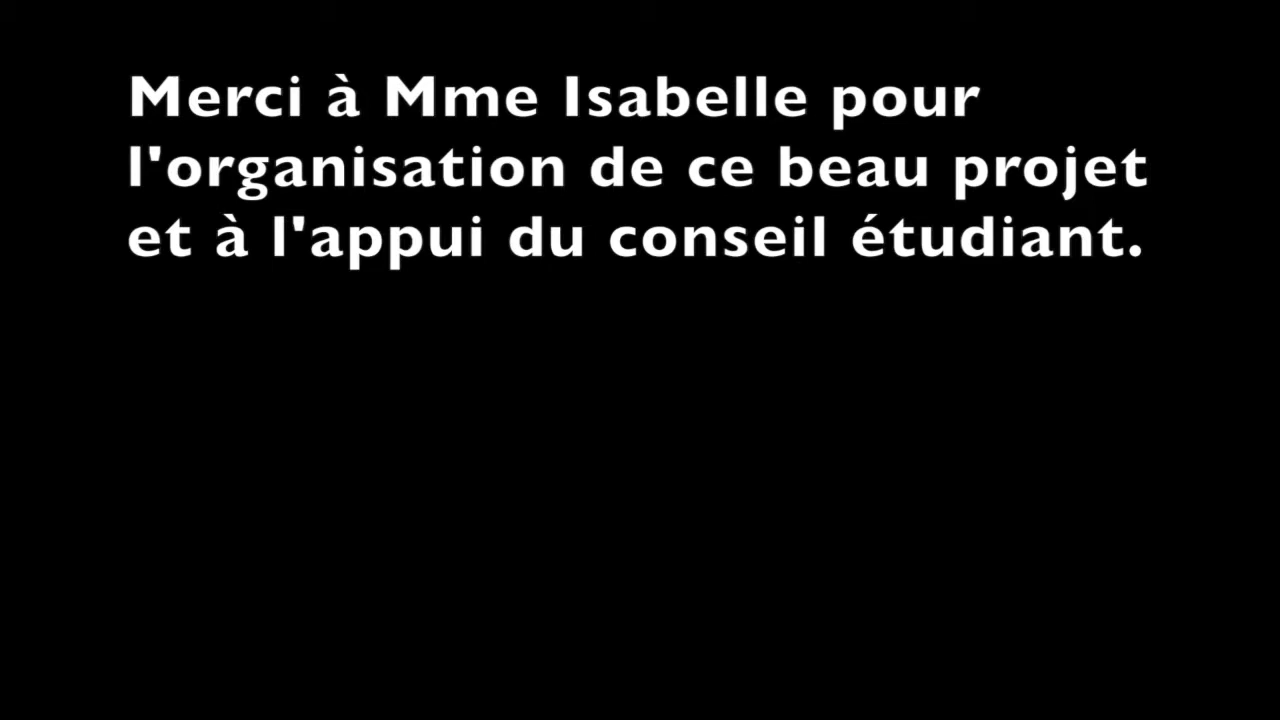 Merci à Mme Isabelle pour
l'organisation de ce beau projet
et à l'appui du conseil étudiant.